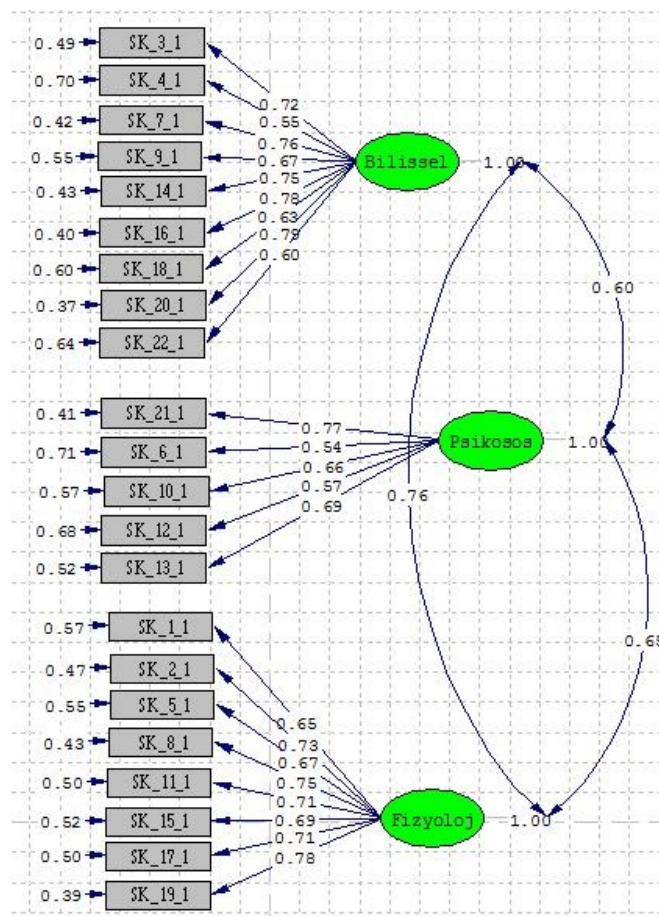 0.49 SK_3_1
0.70 SK_4_1
0.42 SK_7_1
0.55 SK_9_1
0.43 SK_14_1
0.40 SK_16_1
0.60 SK_18_1
0.37 SK_20_1
0.64 SK_22_1
0.72
0.55
0.76
0.67
0.75
0.78
0.63
0.79
0.60
Bilissel 1.00
0.60
0.41 SK_21_1
0.71 SK_6_1
0.57 SK_10_1
0.68 SK_12_1
0.52 SK_13_1
0.77
0.54
0.66
0.57
0.69
Psikosos 1.00
0.76
0.65
0.57 SK_1_1
0.47 SK_2_1
0.55 SK_5_1
0.43 SK_8_1
0.50 SK_11_1
0.52 SK_15_1
0.50 SK_17_1
0.39 SK_19_1
0.65
0.73
0.67
0.75
0.71
0.69
0.71
0.78
Fizyoloj 1.00